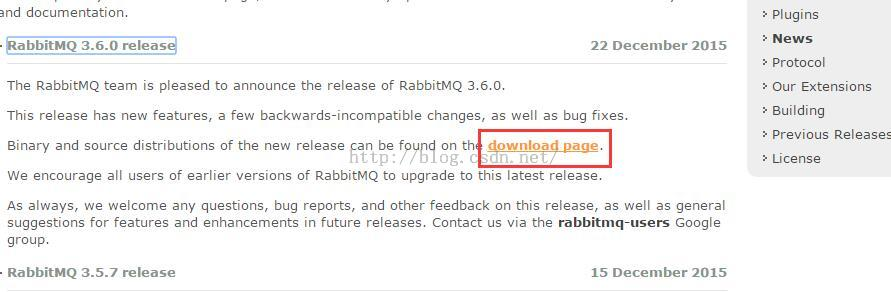 and documentation.
RabbitMQ 3.6.0 release 22 December 2015
The RabbitMQ team is pleased to announce the release of RabbitMQ 3.6.0.
This release has new features, a few backwards-incompatible changes, as well as bug fixes.
Binary and source distributions of the new release can be found on the download page.
http://blog.csdn.net/
We encourage all users of earlier versions of RabbitMQ to upgrade to this latest release.
As always, we welcome any questions, bug reports, and other feedback on this release, as well as general
suggestions for features and enhancements in future releases. Contact us via the rabbitmq-users Google
group.
RabbitMQ 3.5.7 release 15 December 2015
Plugins
News
Protocol
Our Extensions
Building
Previous Releases
License